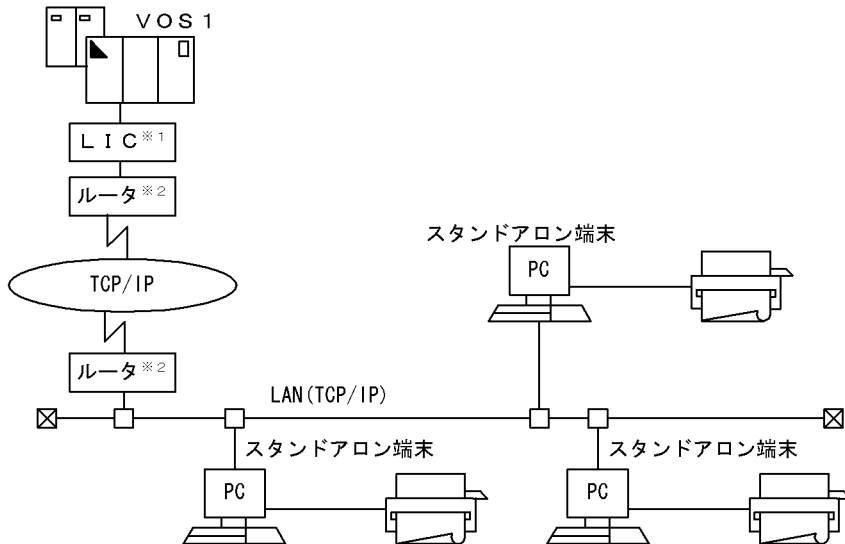 VOS1
LIC※1
ルータ※2
スタンドアロン端末
PC
TCP/IP
ルータ※2
LAN(TCP/IP)
スタンドアロン端末
スタンドアロン端末
PC
PC